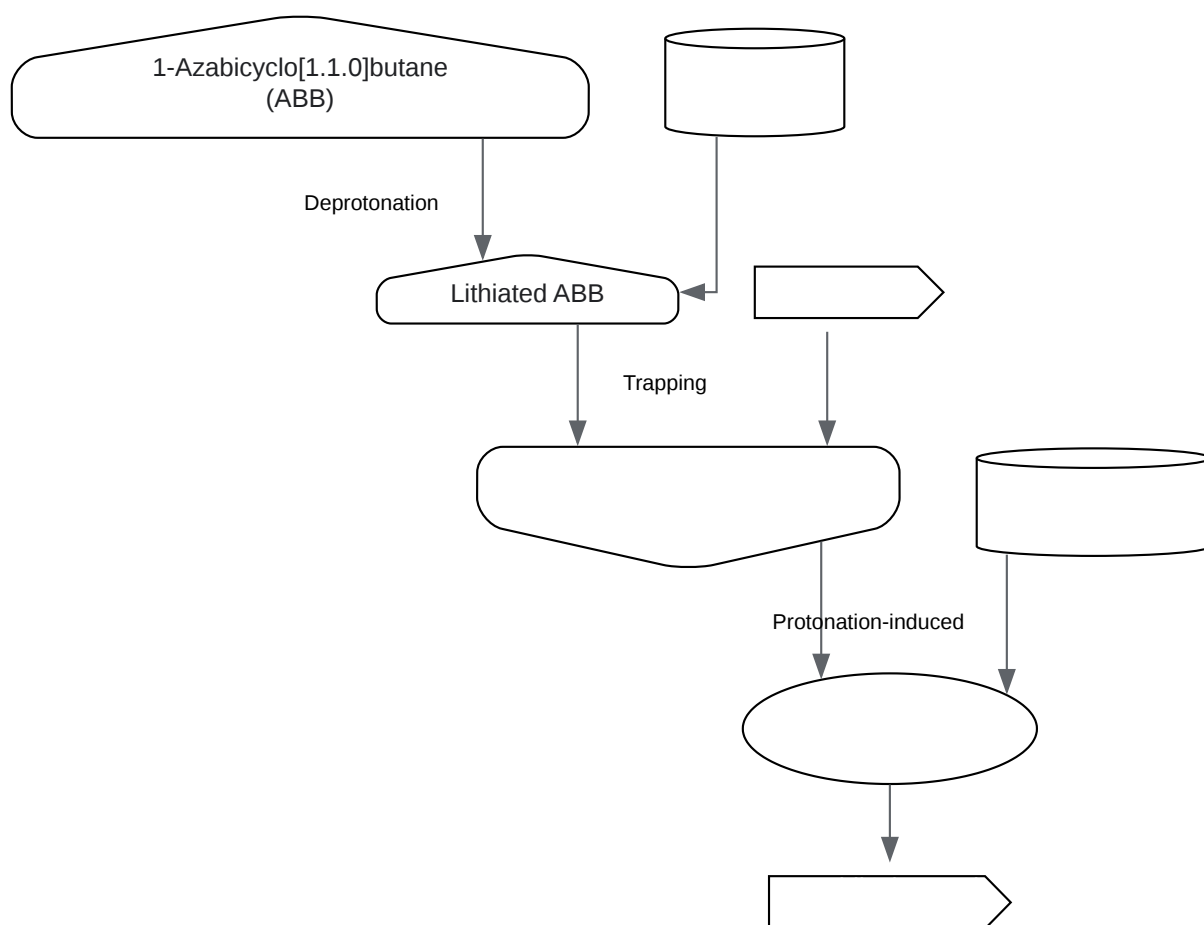 1-Azabicyclo[1.1.0]butane
(ABB)
Deprotonation
Lithiated ABB
Trapping
Protonation-induced